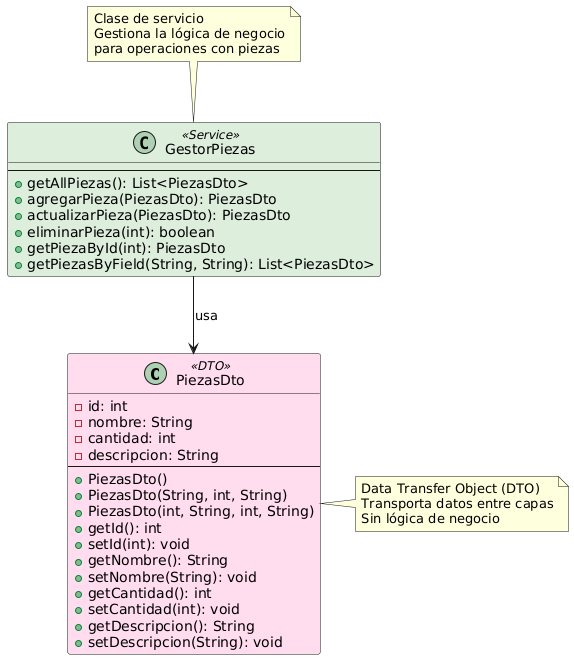 Clase de servicio
Gestiona la lógica de negocio
para operaciones con piezas
C
«Service»
GestorPiezas
getAllPiezas(): List<PiezasDto>
agregarPieza(PiezasDto): PiezasDto
actualizarPieza(PiezasDto): PiezasDto
eliminarPieza(int): boolean
getPiezaById(int): PiezasDto
getPiezasByField(String, String): List<PiezasDto>
usa
C
«DTO»
PiezasDto
id: int
nombre: String
cantidad: int
descripcion: String
PiezasDto()
PiezasDto(String, int, String)
PiezasDto(int, String, int, String)
getId(): int
setId(int): void
getNombre(): String
setNombre(String): void
getCantidad(): int
setCantidad(int): void
getDescripcion(): String
setDescripcion(String): void
Data Transfer Object (DTO)
Transporta datos entre capas
Sin lógica de negocio